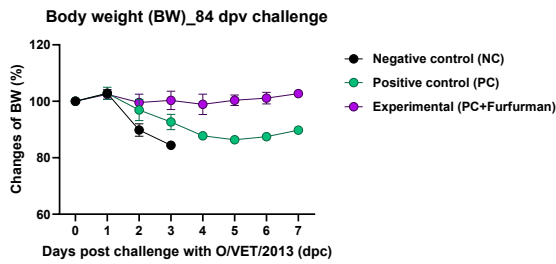 Body weight (BW)_84 dpv challenge
Changes of BW (%)
120
100
80
60
0 1 2 3 4 5 6 7
Days post challenge with O/VET/2013 (dpc)
Negative control (NC)
Positive control (PC)
Experimental (PC+Furfurman)